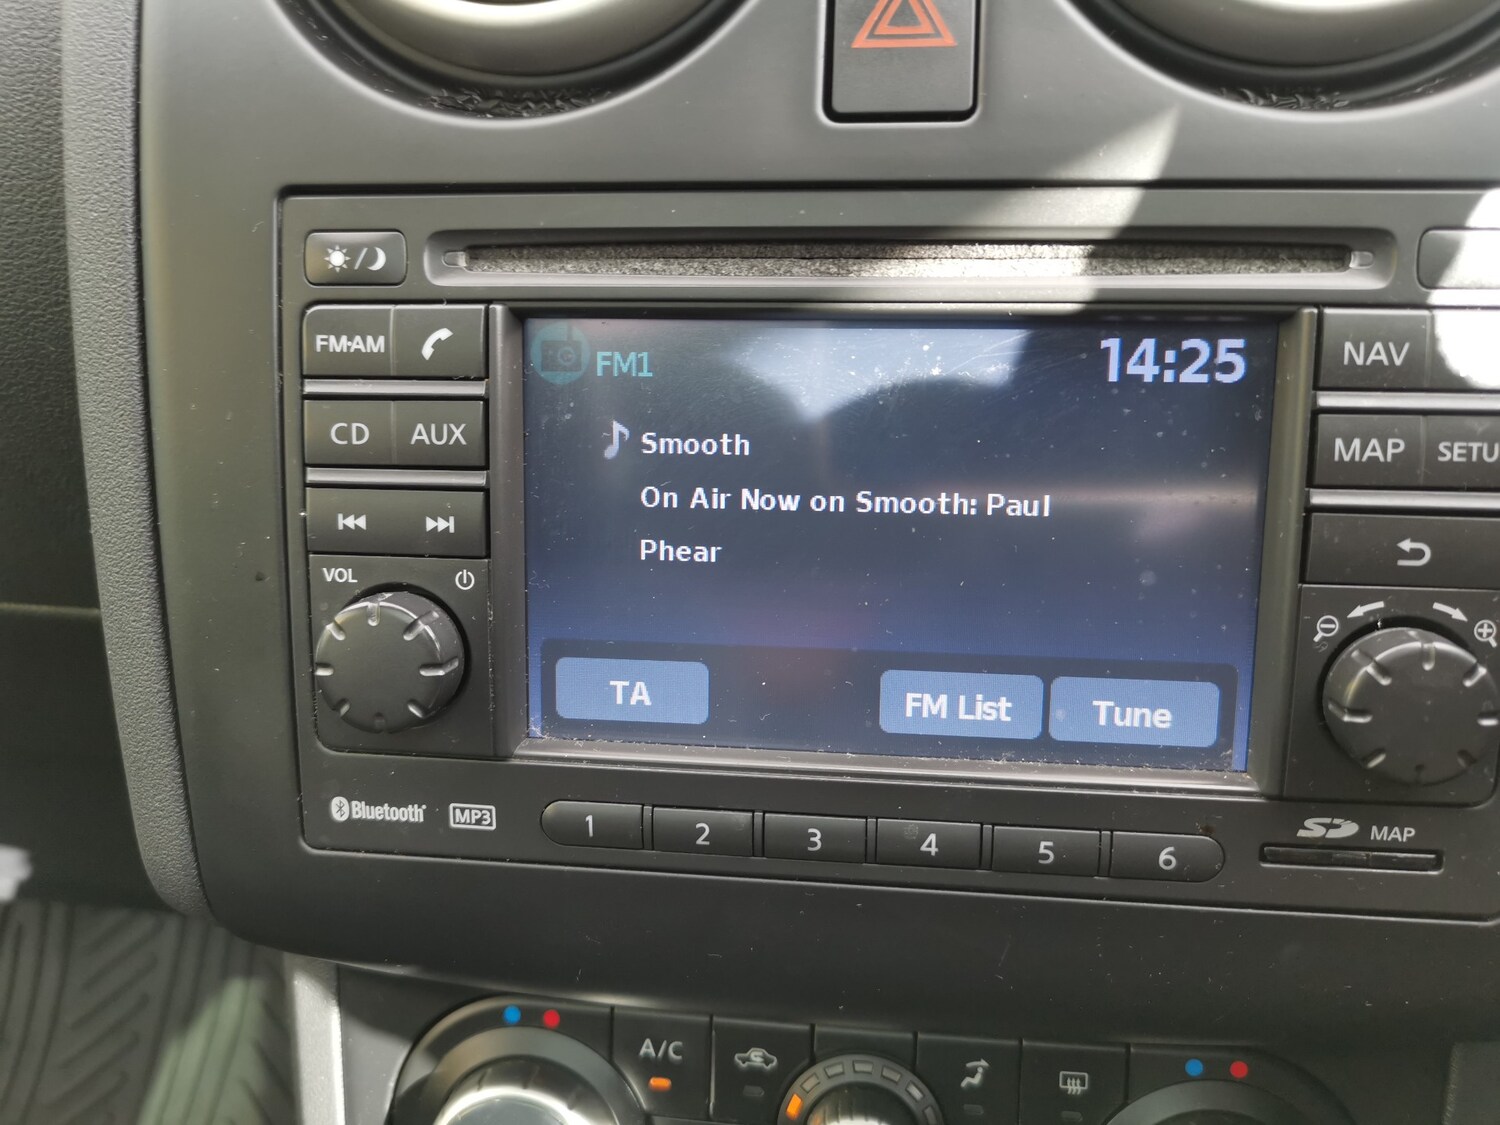 FM·AM
CD
AUX
VOL
FM1
14:25
Smooth
On Air Now on Smooth: Paul
Phear
TA
FM List
Tune
NAV
MAP
SETU
Bluetooth
MP3
1
2
3
4
5
6
SD
MAP
A/C